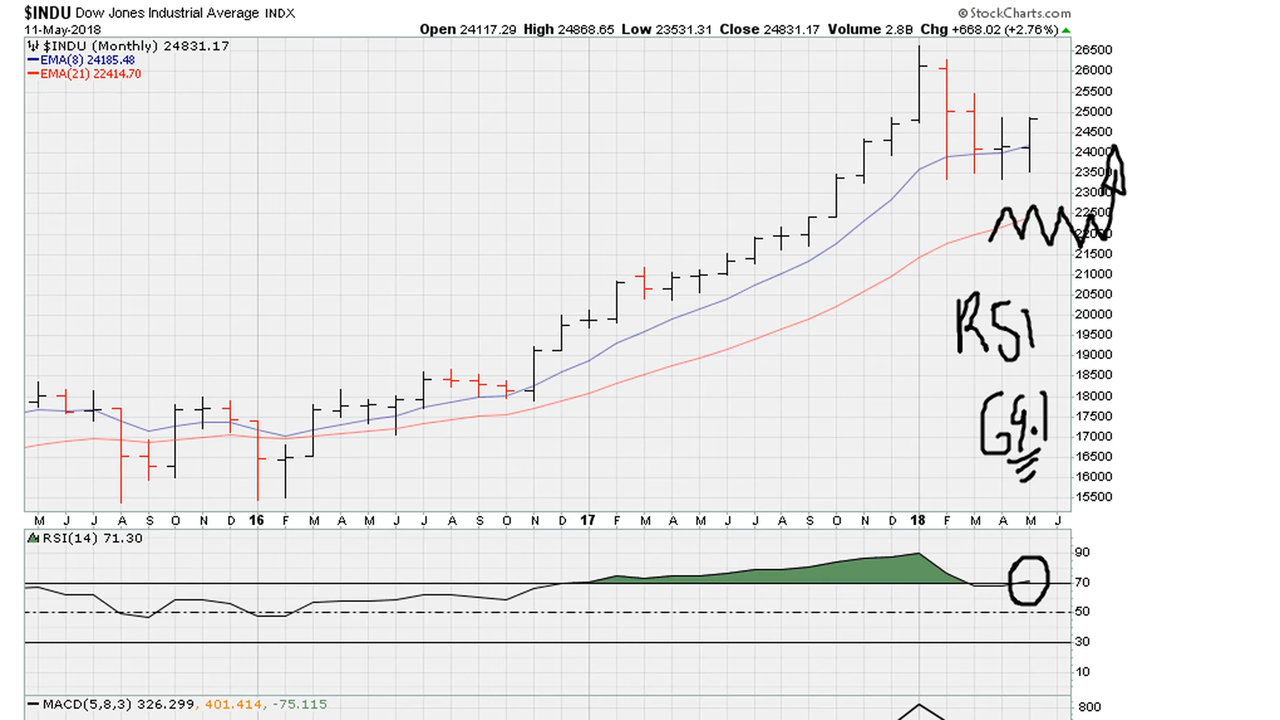 $INDU Dow Jones Industrial Average INDX
© StockCharts.com
11-May-2018
Open 24117.29 High 24868.65 Low 23531.31 Close 24831.17 Volume 2.8B Chg +668.02 (+2.76%)
$INDU (Monthly) 24831.17
EMA(8) 24185.48
EMA(21) 22414.70
26500
26000
25500
25000
24500
24000
23500
23000
22500
22000
21500
21000
20500
20000
19500
19000
18500
18000
17500
17000
16500
16000
15500
RSI
M J J A S O N D 16 F M A M J J A S O N D 17 F M A M J J A S O N D 18 F M A M J
RSI(14) 71.30
90
70
50
30
10
MACD(5,8,3) 326.299, 401.414, -75.115
800